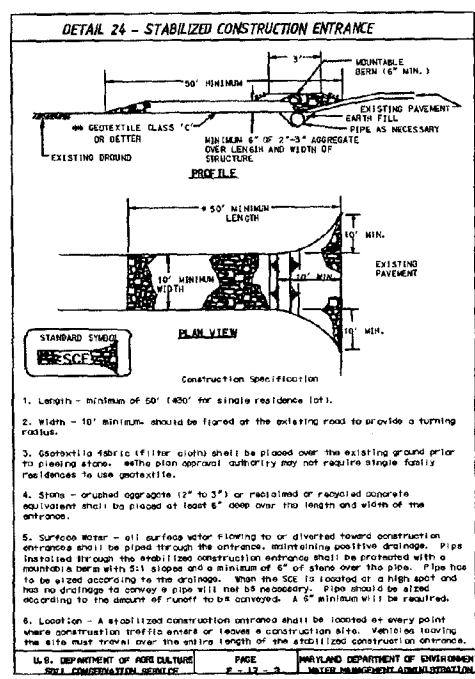 DETAIL 24 - STABILIZED CONSTRUCTION ENTRANCE
3'
MOUNTABLE
BERM (6" MIN.)
50' MINIMUM
EXISTING PAVEMENT
EARTH FILL
PIPE AS NECESSARY
** GEOTEXTILE CLASS 'C'
OR BETTER
MINIMUM 6" OF 2"-3" AGGREGATE
OVER LENGTH AND WIDTH OF
STRUCTURE
EXISTING GROUND
PROFILE
* 50' MINIMUM
LENGTH
10' MIN.
10' MINIMUM
WIDTH
10' MIN.
EXISTING
PAVEMENT
10' MIN.
PLAN VIEW
STANDARD SYMBOL
SCE
Construction Specification
1. Length - minimum of 50' (*30' for single residence lot).
2. Width - 10' minimum, should be flared at the existing road to provide a turning
radius.
3. Geotextile fabric (filter cloth) shall be placed over the existing ground prior
to placing stone. **The plan approval authority may not require single family
residences to use geotextile.
4. Stone - crushed aggregate (2" to 3") or reclaimed or recycled concrete
equivalent shall be placed at least 6" deep over the length and width of the
entrance.
5. Surface Water - all surface water flowing to or diverted toward construction
entrances shall be piped through the entrance, maintaining positive drainage. Pipe
installed through the stabilized construction entrance shall be protected with a
mountable berm with 5:1 slopes and a minimum of 6" of stone over the pipe. Pipe has
to be sized according to the drainage. When the SCE is located at a high spot and
has no drainage to convey a pipe will not be necessary. Pipe should be sized
according to the amount of runoff to be conveyed. A 6" minimum will be required.
6. Location - A stabilized construction entrance shall be located at every point
where construction traffic enters or leaves a construction site. Vehicles leaving
the site must travel over the entire length of the stabilized construction entrance.
U.S. DEPARTMENT OF AGRICULTURE
SOIL CONSERVATION SERVICE
PAGE
F - 17 - 3
MARYLAND DEPARTMENT OF ENVIRONMEN
WATER MANAGEMENT ADMINISTRATION